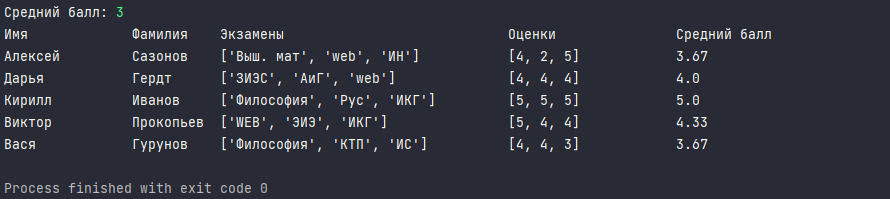 Средний балл: 3
Имя Фамилия Экзамены Оценки Средний балл
Алексей Сазонов ['Выш. мат', 'web', 'ИН'] [4, 2, 5] 3.67
Дарья Гердт ['ЗИЭС', 'АиГ', 'web'] [4, 4, 4] 4.0
Кирилл Иванов ['Философия', 'Рус', 'ИКГ'] [5, 5, 5] 5.0
Виктор Прокопьев ['WEB', 'ЭИЭ', 'ИКГ'] [5, 4, 4] 4.33
Вася Гурунов ['Философия', 'КТП', 'ИС'] [4, 4, 3] 3.67
Process finished with exit code 0